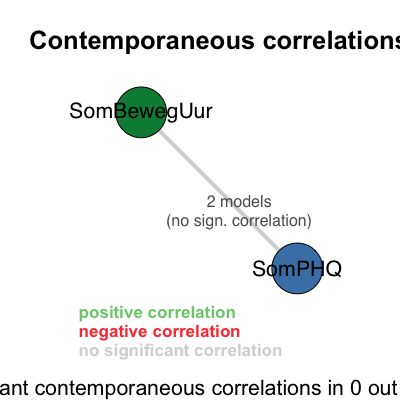 Contemporaneous correlations
SomBewegUur
2 models
(no sign. correlation)
SomPHQ
positive correlation
negative correlation
no significant correlation
ant contemporaneous correlations in 0 out